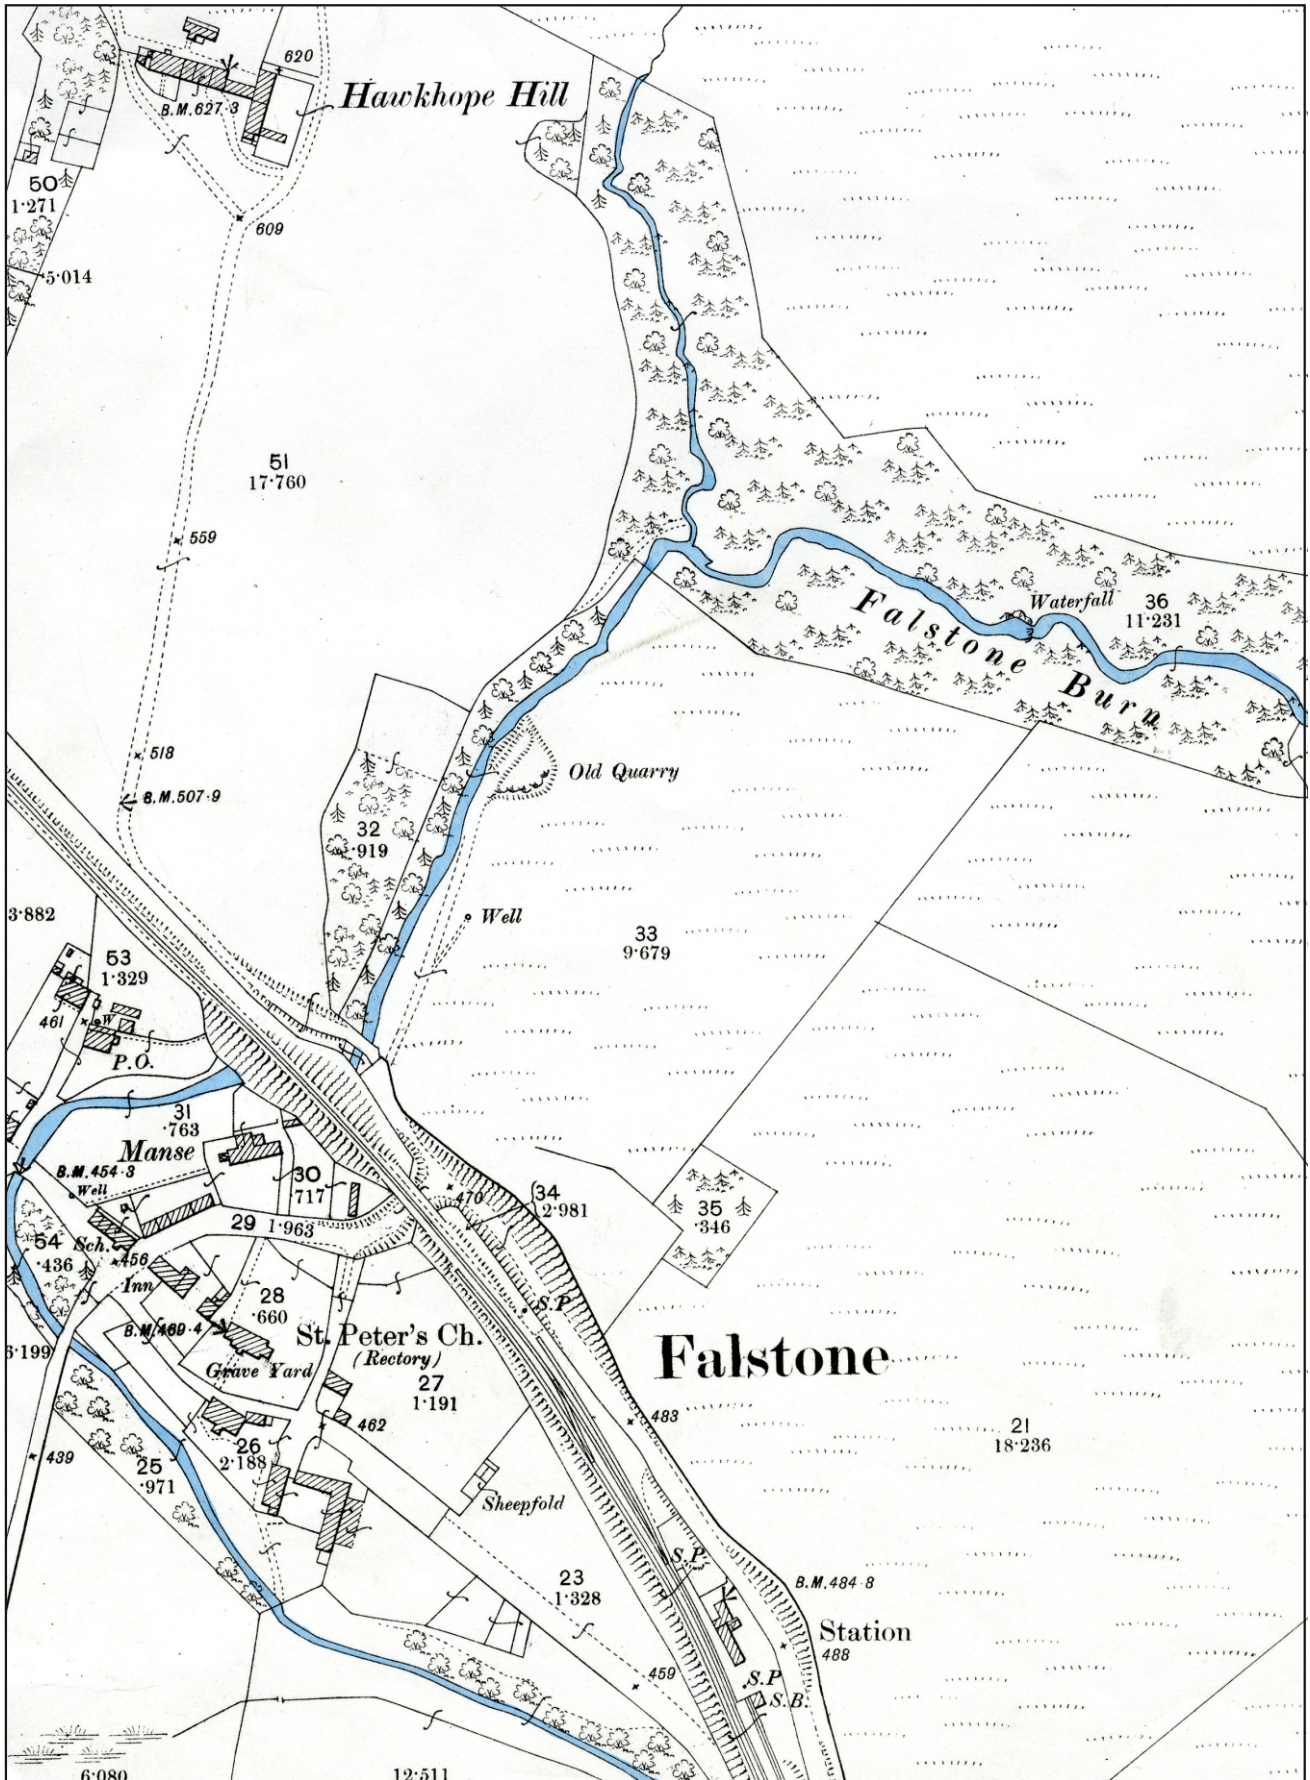 620
Hawkhope Hill
B.M.627·3
50
1·271
609
5·014
51
17·760
559
Waterfall
36
11·231
Falstone Burn
518
B.M.507·9
Old Quarry
32
·919
3·882
Well
33
9·679
53
1·329
461
W
P.O.
31
·763
Manse
B.M.454·3
Well
30
·717
470
34
2·981
35
·346
29 1·963
54
·436
Sch.
456
Inn
28
·660
S.P
B.M.469·4
St. Peter's Ch.
(Rectory)
Falstone
6·199
Grave Yard
27
1·191
483
462
21
18·236
439
26
2·188
25
·971
Sheepfold
S.P.
23
1·328
B.M.484·8
Station
488
459
S.P
S.B.
6·080
12·511